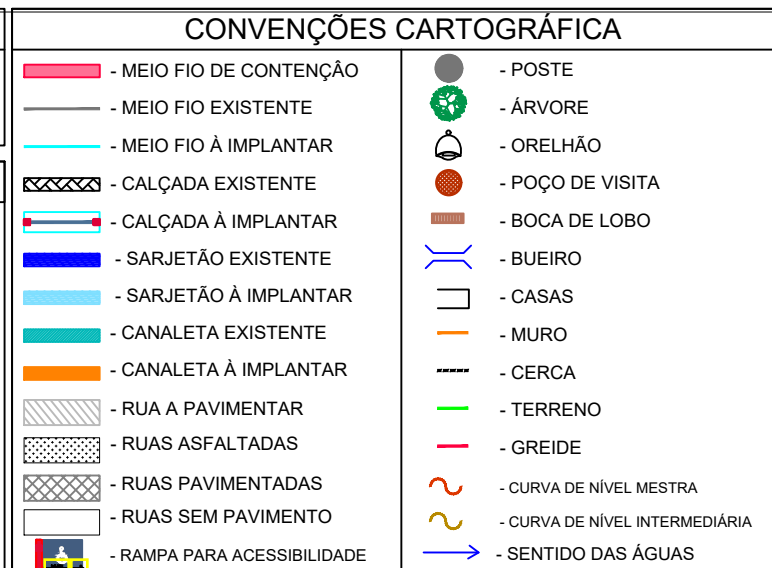 CONVENÇÕES CARTOGRÁFICA
- MEIO FIO DE CONTENÇÂO
- MEIO FIO EXISTENTE
- MEIO FIO À IMPLANTAR
- CALÇADA EXISTENTE
- CALÇADA À IMPLANTAR
- SARJETÃO EXISTENTE
- SARJETÃO À IMPLANTAR
- CANALETA EXISTENTE
- CANALETA À IMPLANTAR
- RUA A PAVIMENTAR
- RUAS ASFALTADAS
- RUAS PAVIMENTADAS
- RUAS SEM PAVIMENTO
- RAMPA PARA ACESSIBILIDADE
- POSTE
- ÁRVORE
- ORELHÃO
- POÇO DE VISITA
- BOCA DE LOBO
- BUEIRO
- CASAS
- MURO
- CERCA
- TERRENO
- GREIDE
- CURVA DE NÍVEL MESTRA
- CURVA DE NÍVEL INTERMEDIÁRIA
- SENTIDO DAS ÁGUAS